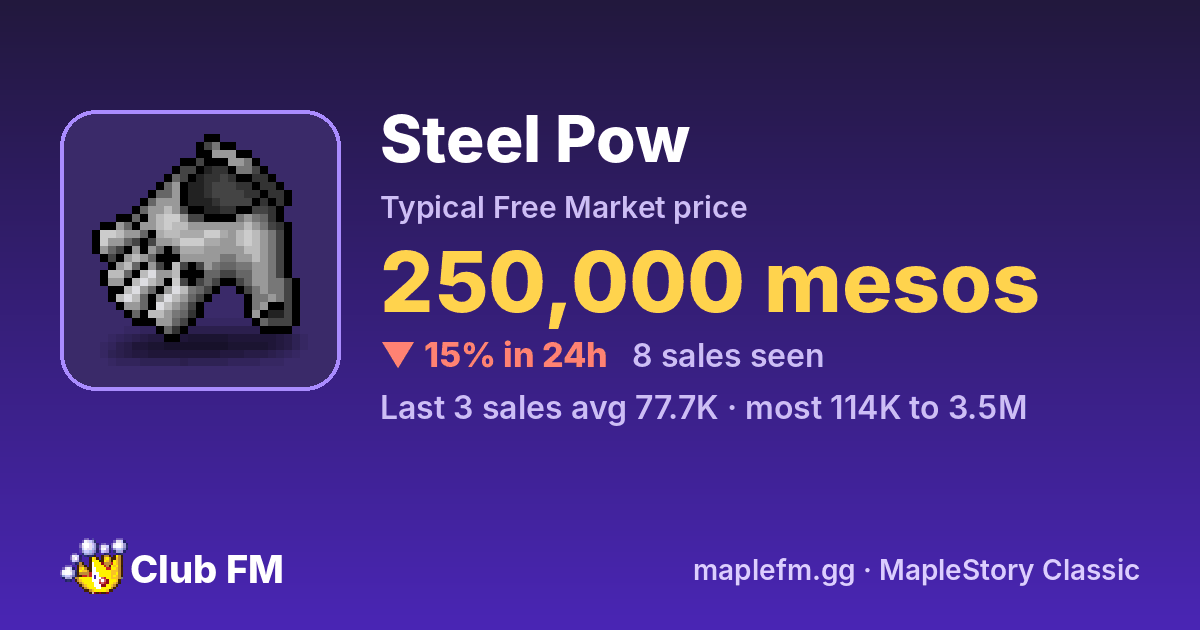 Steel Pow
Typical Free Market price
250,000 mesos
▼ 15% in 24h 8 sales seen
Last 3 sales avg 77.7K · most 114K to 3.5M
Club FM
maplefm.gg · MapleStory Classic